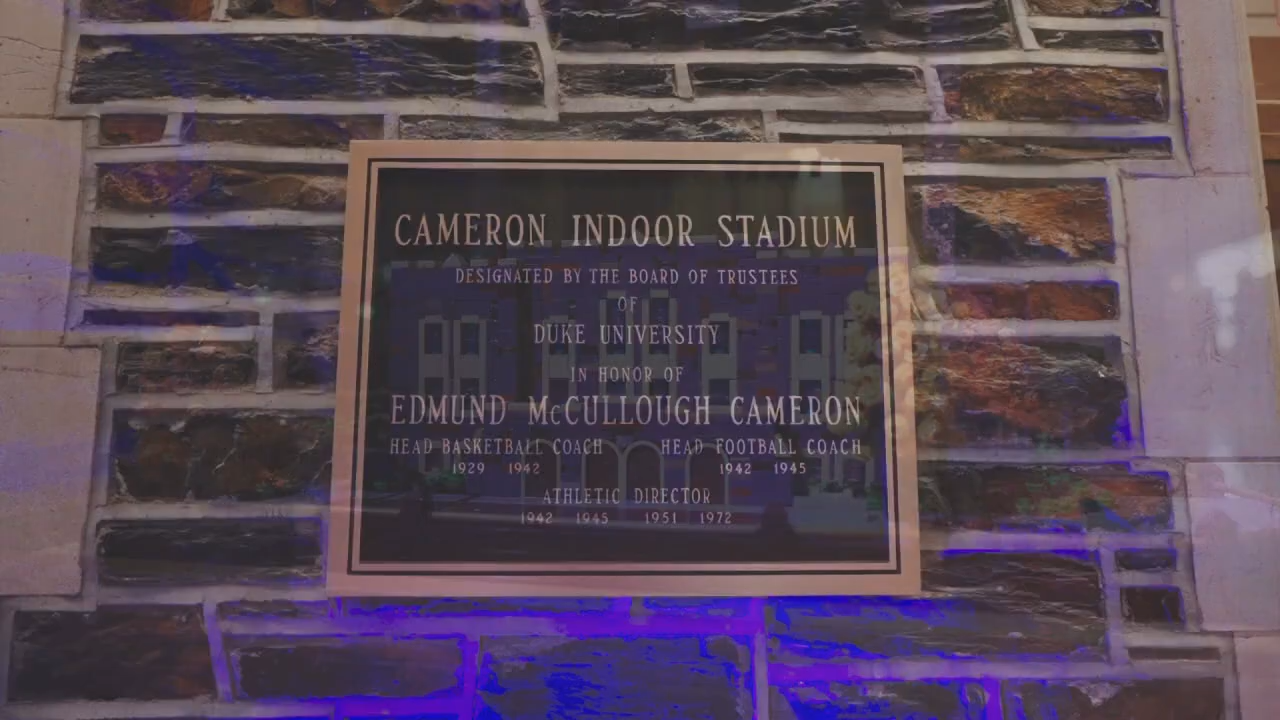 CAMERON INDOOR STADIUM
DESIGNATED BY THE BOARD OF TRUSTEES
OF
DUKE UNIVERSITY
IN HONOR OF
EDMUND McCULLOUGH CAMERON
HEAD BASKETBALL COACH HEAD FOOTBALL COACH
1929 1942 1942 1945
ATHLETIC DIRECTOR
1942 1945 1951 1972